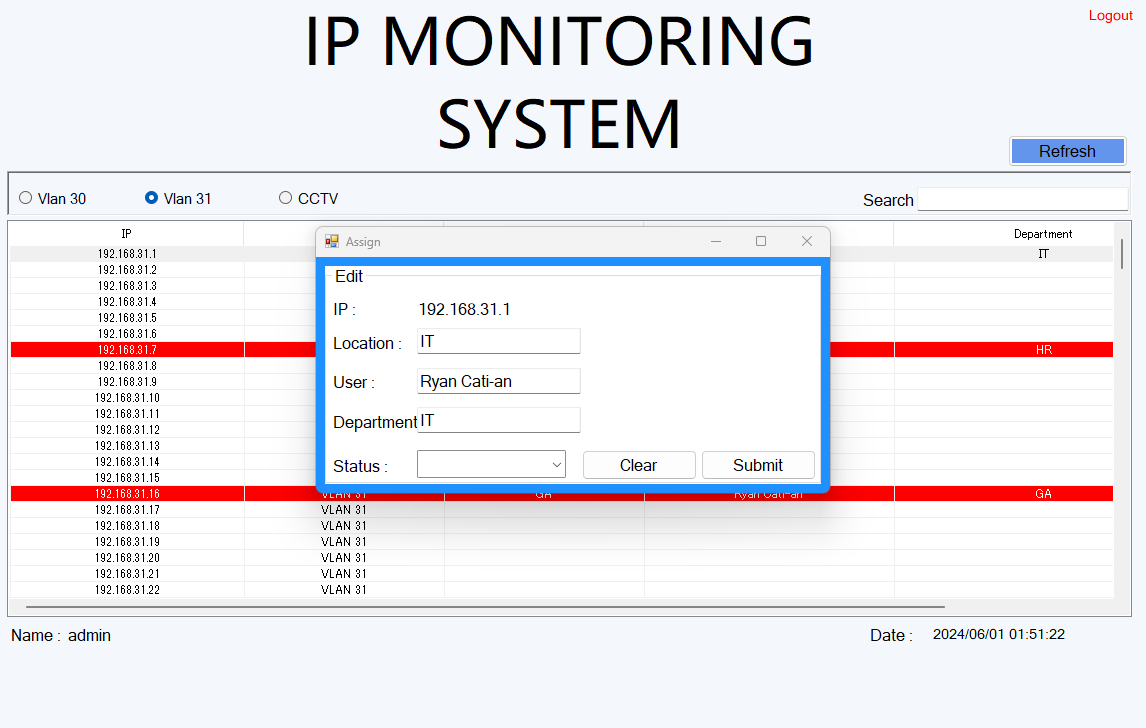 Logout
IP MONITORING
SYSTEM
Refresh
Vlan 30 Vlan 31 CCTV Search
IP Department
192.168.31.1 IT
192.168.31.2
192.168.31.3
192.168.31.4
192.168.31.5
192.168.31.6
192.168.31.7 HR
192.168.31.8
192.168.31.9
192.168.31.10
192.168.31.11
192.168.31.12
192.168.31.13
192.168.31.14
192.168.31.15
192.168.31.16 VLAN 31 GA Ryan Cati-an GA
192.168.31.17 VLAN 31
192.168.31.18 VLAN 31
192.168.31.19 VLAN 31
192.168.31.20 VLAN 31
192.168.31.21 VLAN 31
192.168.31.22 VLAN 31
Assign
Edit
IP : 192.168.31.1
Location : IT
User : Ryan Cati-an
Department IT
Status : Clear Submit
Name : admin Date : 2024/06/01 01:51:22